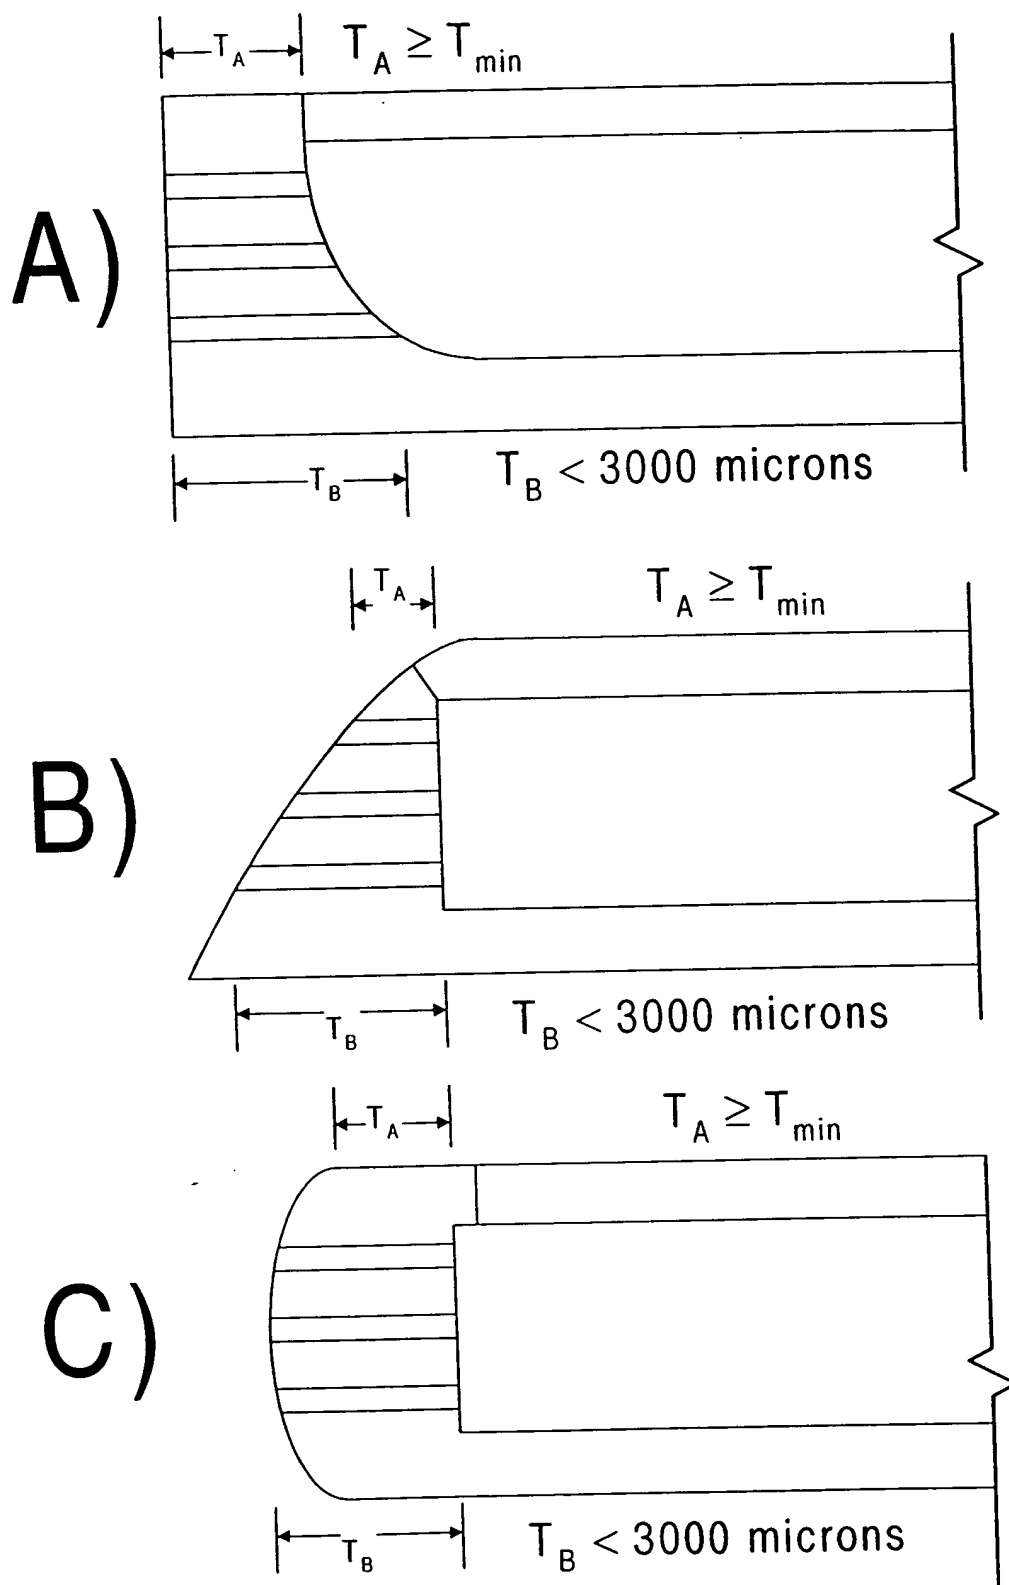 T_A T_A ≥ T_min
A)
T_B T_B < 3000 microns
T_A T_A ≥ T_min
B)
T_B T_B < 3000 microns
T_A T_A ≥ T_min
C)
T_B T_B < 3000 microns